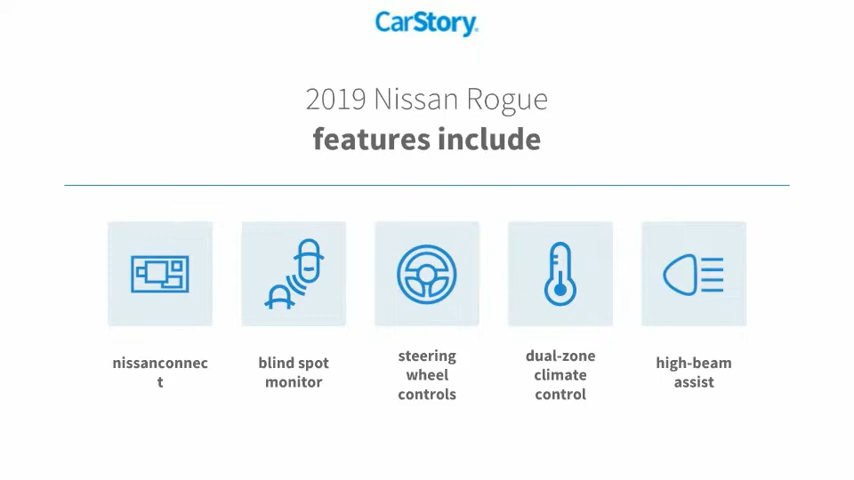 CarStory
2019 Nissan Rogue
features include
nissanconnec
t
blind spot
monitor
steering
wheel
controls
dual-zone
climate
control
high-beam
assist